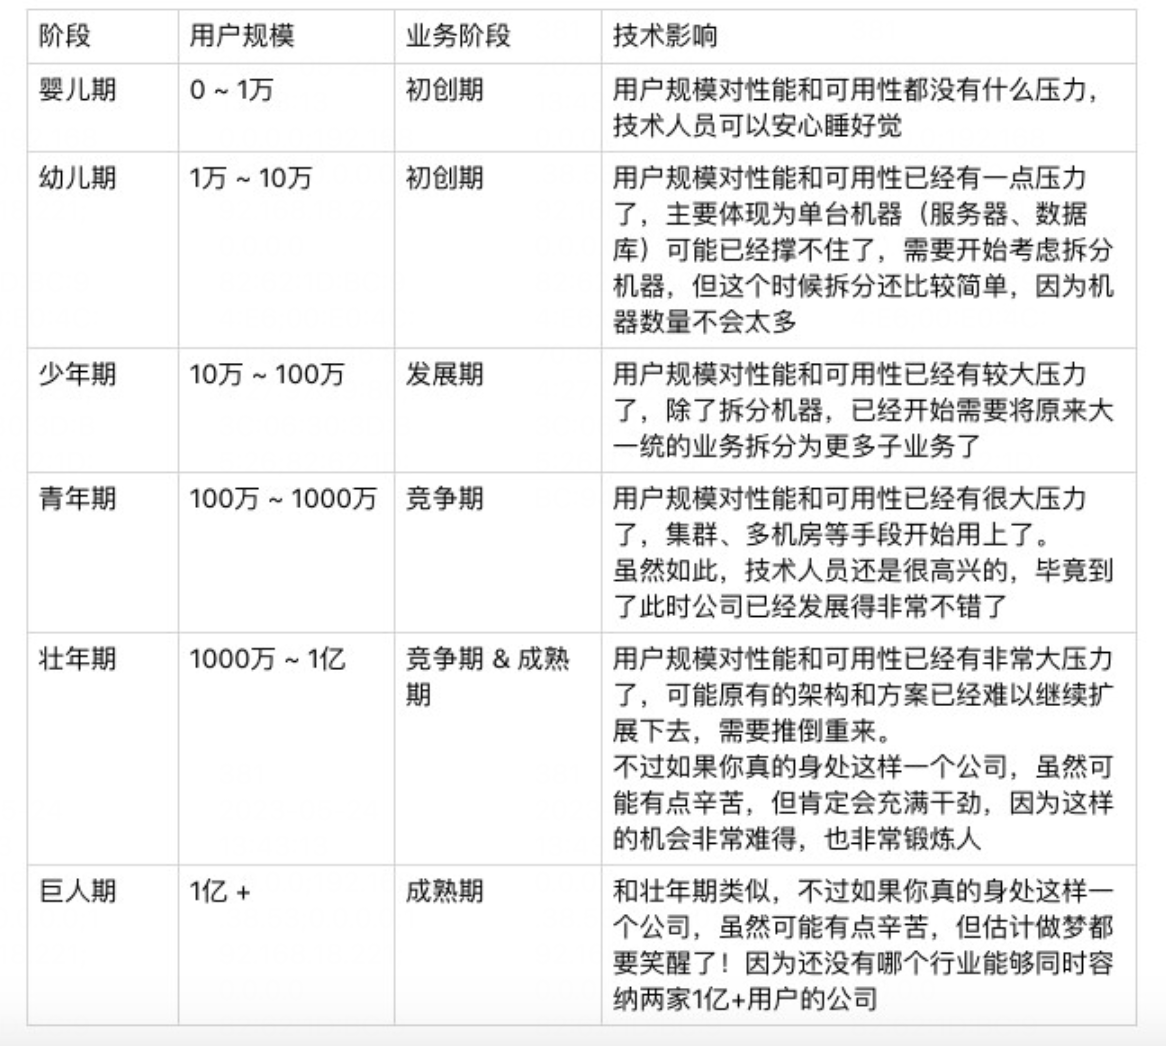 阶段 用户规模 业务阶段 技术影响
婴儿期 0 ~ 1万 初创期 用户规模对性能和可用性都没有什么压力，
技术人员可以安心睡好觉
幼儿期 1万 ~ 10万 初创期 用户规模对性能和可用性已经有一点压力
了，主要体现为单台机器（服务器、数据
库）可能已经撑不住了，需要开始考虑拆分
机器，但这个时候拆分还比较简单，因为机
器数量不会太多
少年期 10万 ~ 100万 发展期 用户规模对性能和可用性已经有较大压力
了，除了拆分机器，已经开始需要将原来大
一统的业务拆分为更多子业务了
青年期 100万 ~ 1000万 竞争期 用户规模对性能和可用性已经有很大压力
了，集群、多机房等手段开始用上了。
虽然如此，技术人员还是很高兴的，毕竟到
了此时公司已经发展得非常不错了
壮年期 1000万 ~ 1亿 竞争期 & 成熟 用户规模对性能和可用性已经有非常大压力
期 了，可能原有的架构和方案已经难以继续扩
展下去，需要推倒重来。
不过如果你真的身处这样一个公司，虽然可
能有点辛苦，但肯定会充满干劲，因为这样
的机会非常难得，也非常锻炼人
巨人期 1亿 + 成熟期 和壮年期类似，不过如果你真的身处这样一
个公司，虽然可能有点辛苦，但估计做梦都
要笑醒了！因为还没有哪个行业能够同时容
纳两家1亿+用户的公司